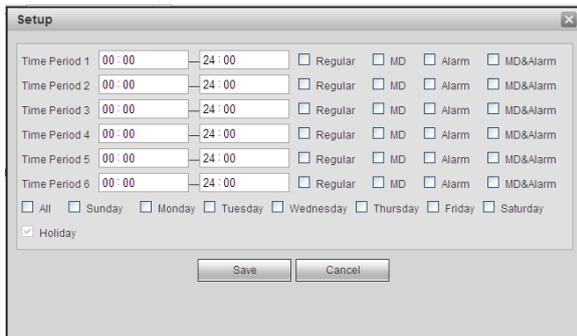 Setup
Time Period 1 00:00 — 24:00 Regular MD Alarm MD&Alarm
Time Period 2 00:00 — 24:00 Regular MD Alarm MD&Alarm
Time Period 3 00:00 — 24:00 Regular MD Alarm MD&Alarm
Time Period 4 00:00 — 24:00 Regular MD Alarm MD&Alarm
Time Period 5 00:00 — 24:00 Regular MD Alarm MD&Alarm
Time Period 6 00:00 — 24:00 Regular MD Alarm MD&Alarm
All Sunday Monday Tuesday Wednesday Thursday Friday Saturday
Holiday
Save Cancel